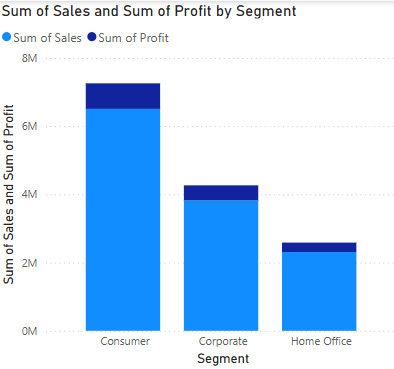 Sum of Sales and Sum of Profit by Segment
Sum of Sales Sum of Profit
8M
6M
4M
2M
0M
Sum of Sales and Sum of Profit
Consumer Corporate Home Office
Segment